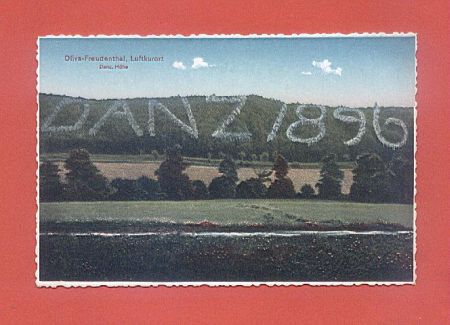 Oliva-Freudenthal, Luftkurort
Danz. Höhe
DANZ 1896